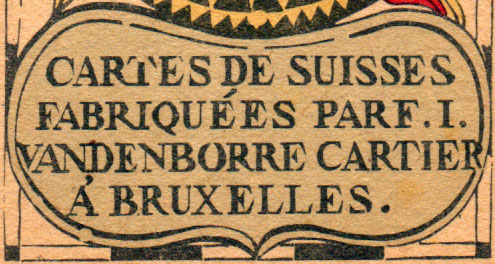 CARTES DE SUISSES
FABRIQUÉES PAR F. I.
VANDENBORRE CARTIER
Á BRUXELLES.